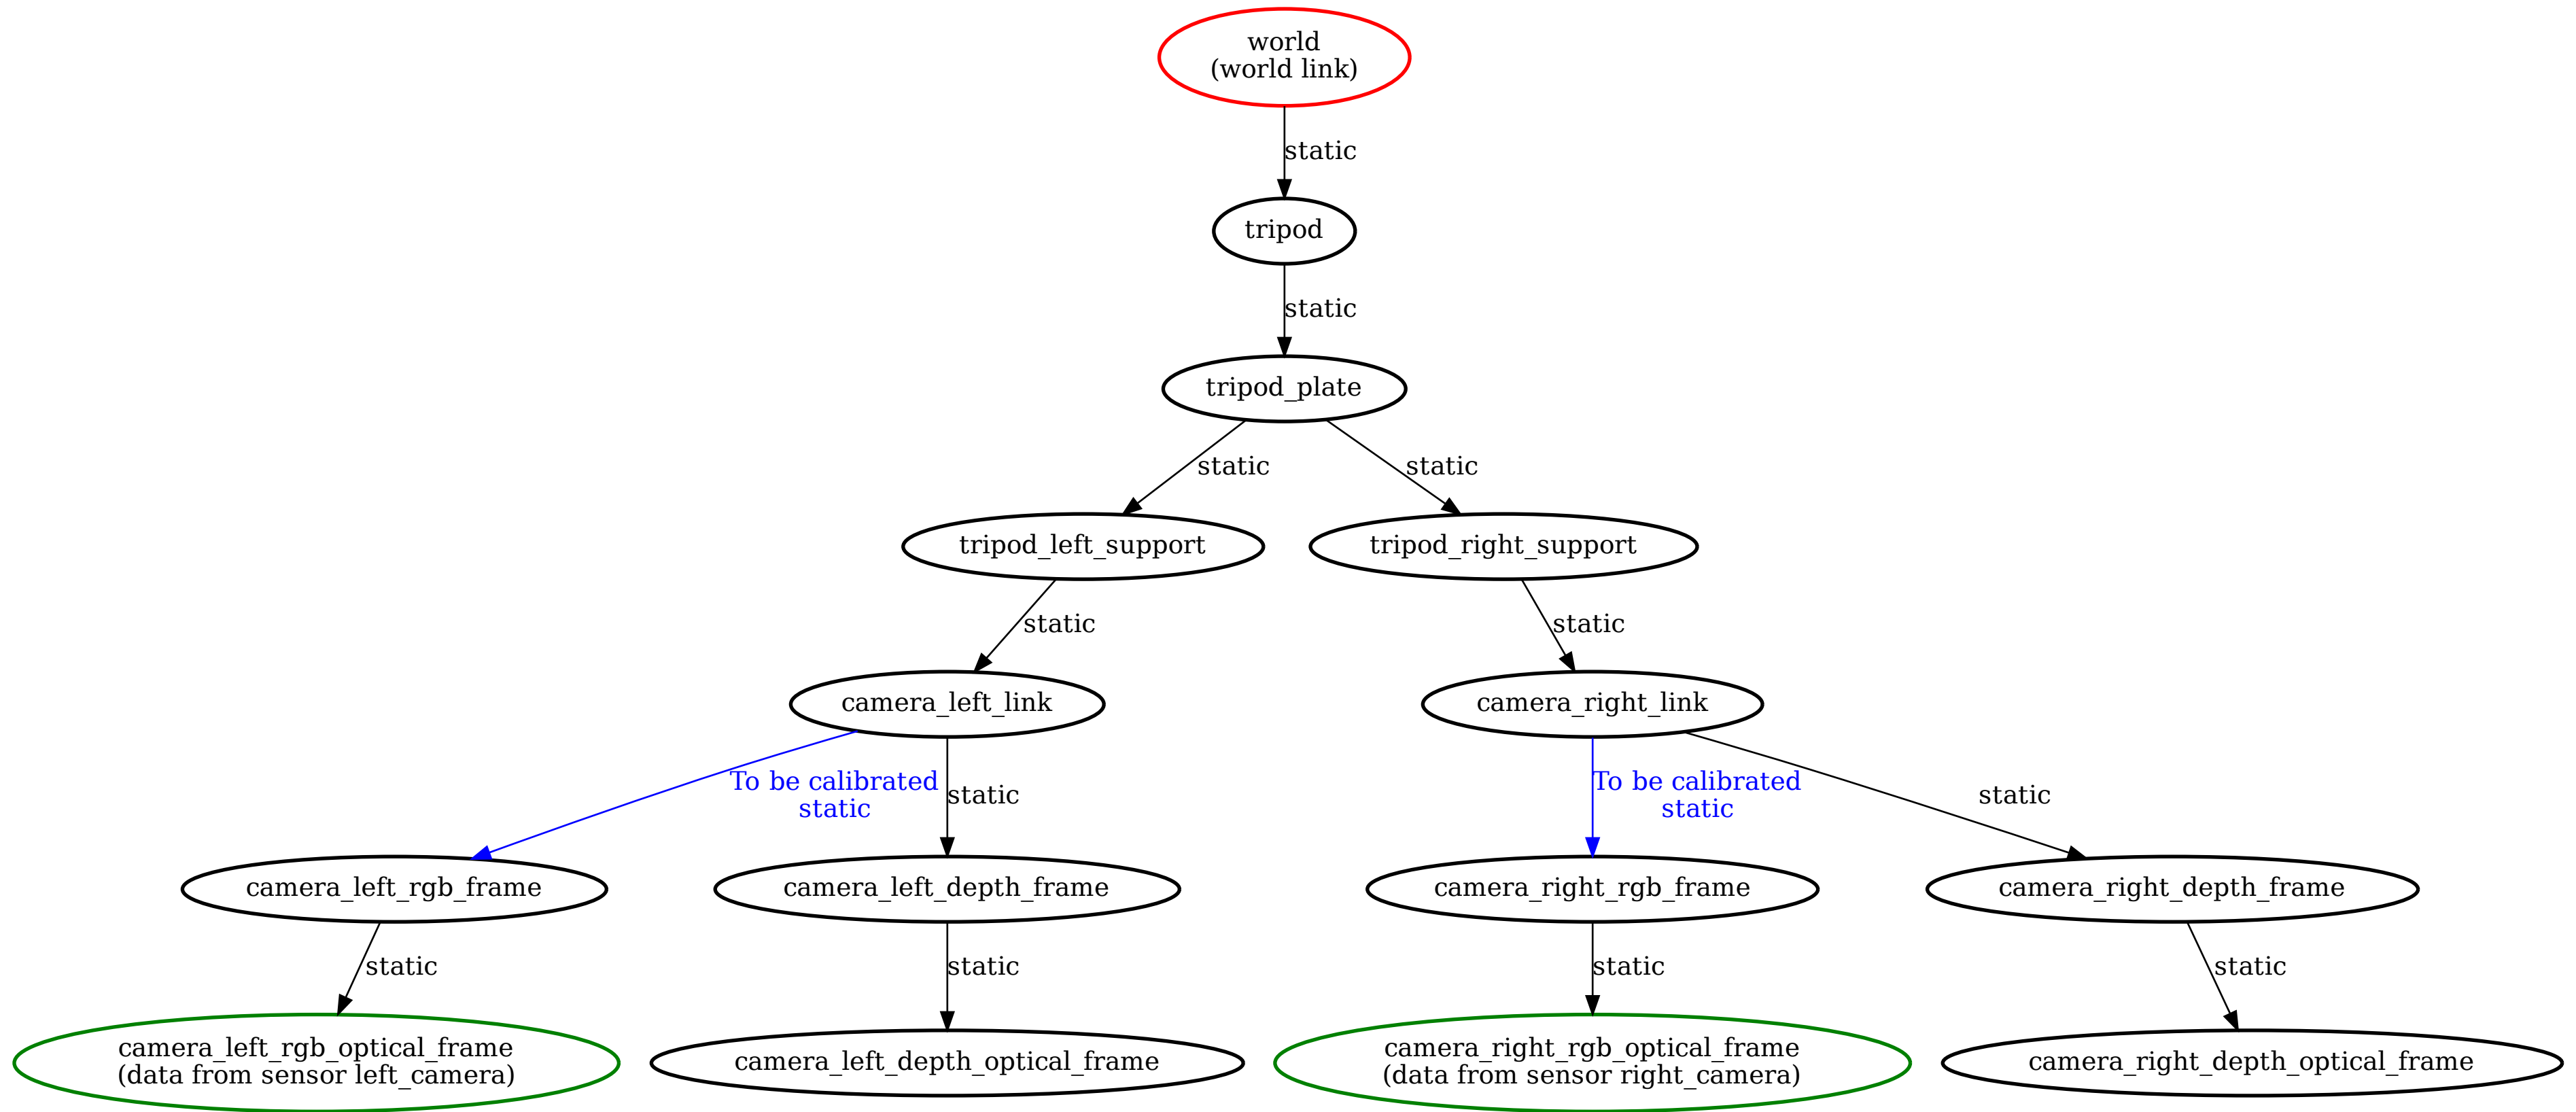 world
(world link)
static
tripod
static
tripod_plate
static
static
tripod_left_support
tripod_right_support
static
static
camera_left_link
camera_right_link
To be calibrated
static
static
To be calibrated
static
static
camera_left_rgb_frame
camera_left_depth_frame
camera_right_rgb_frame
camera_right_depth_frame
static
static
static
static
camera_left_rgb_optical_frame
(data from sensor left_camera)
camera_left_depth_optical_frame
camera_right_rgb_optical_frame
(data from sensor right_camera)
camera_right_depth_optical_frame